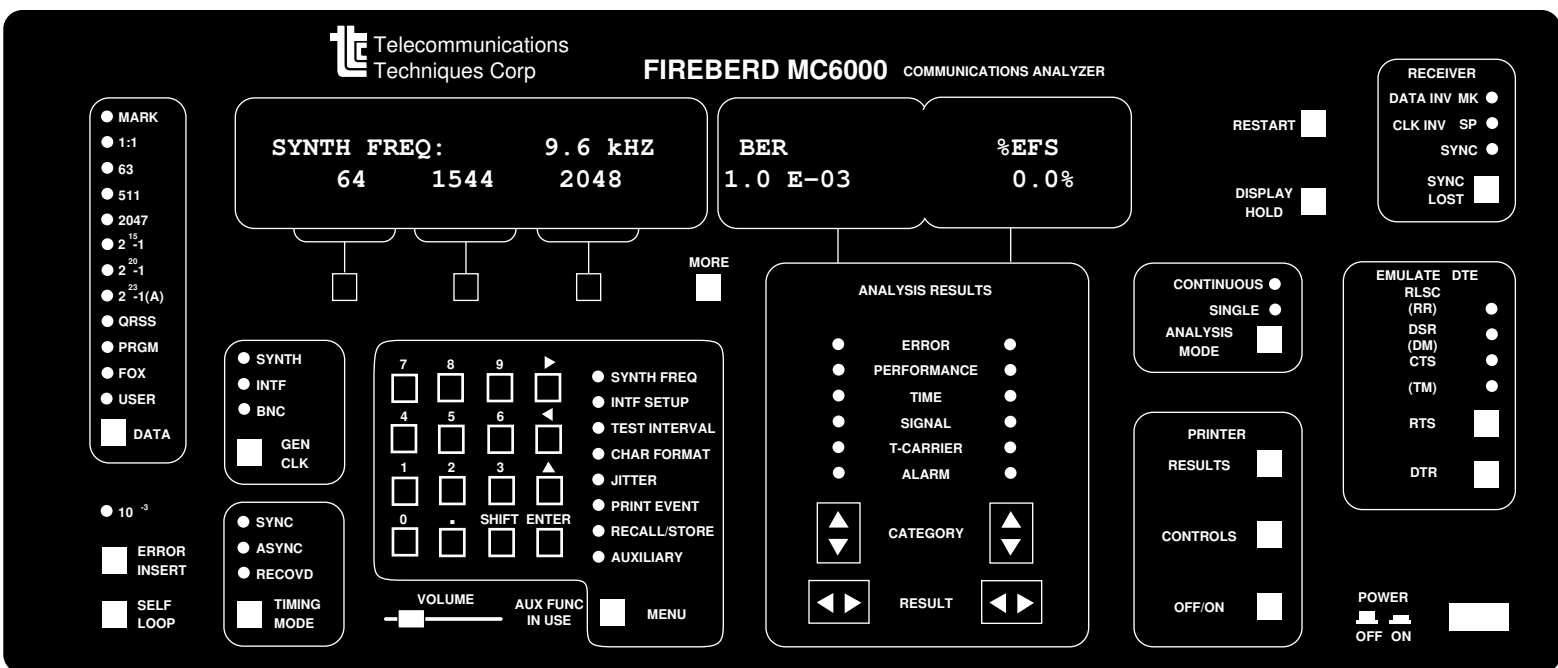 ttc Telecommunications
Techniques Corp
FIREBERD MC6000 COMMUNICATIONS ANALYZER
MARK
1:1
63
511
2047
2^15-1
2^20-1
2^23-1(A)
QRSS
PRGM
FOX
USER
DATA
10^-3
ERROR
INSERT
SELF
LOOP
SYNTH FREQ: 9.6 kHZ
64 1544 2048
BER
1.0 E-03
%EFS
0.0%
MORE
SYNTH
INTF
BNC
GEN
CLK
SYNC
ASYNC
RECOVD
TIMING
MODE
7 8 9 ▶
4 5 6 ◀
1 2 3 ▲
0 . SHIFT ENTER
SYNTH FREQ
INTF SETUP
TEST INTERVAL
CHAR FORMAT
JITTER
PRINT EVENT
RECALL/STORE
AUXILIARY
MENU
VOLUME
AUX FUNC
IN USE
ANALYSIS RESULTS
ERROR
PERFORMANCE
TIME
SIGNAL
T-CARRIER
ALARM
CATEGORY
RESULT
RESTART
DISPLAY
HOLD
CONTINUOUS
SINGLE
ANALYSIS
MODE
PRINTER
RESULTS
CONTROLS
OFF/ON
RECEIVER
DATA INV MK
CLK INV SP
SYNC
SYNC
LOST
EMULATE DTE
RLSC
(RR)
DSR
(DM)
CTS
(TM)
RTS
DTR
POWER
OFF ON